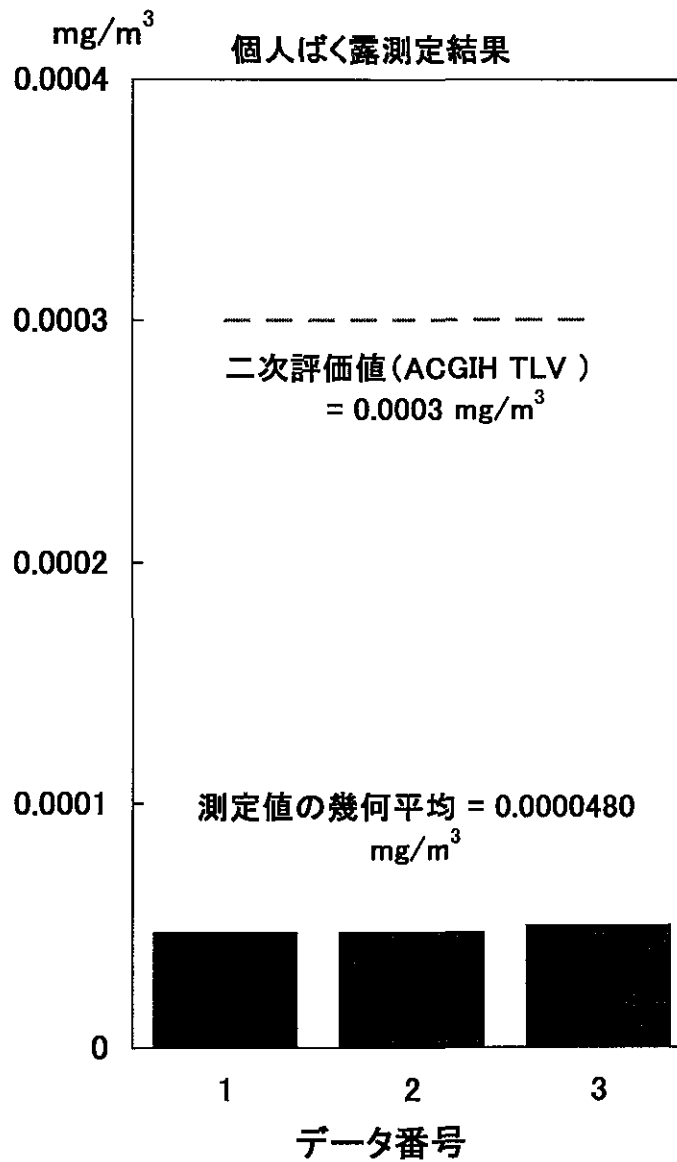 mg/m³
個人ばく露測定結果
0.0004
0.0003
二次評価値(ACGIH TLV )
= 0.0003 mg/m³
0.0002
0.0001
測定値の幾何平均 = 0.0000480
mg/m³
0
1 2 3
データ番号